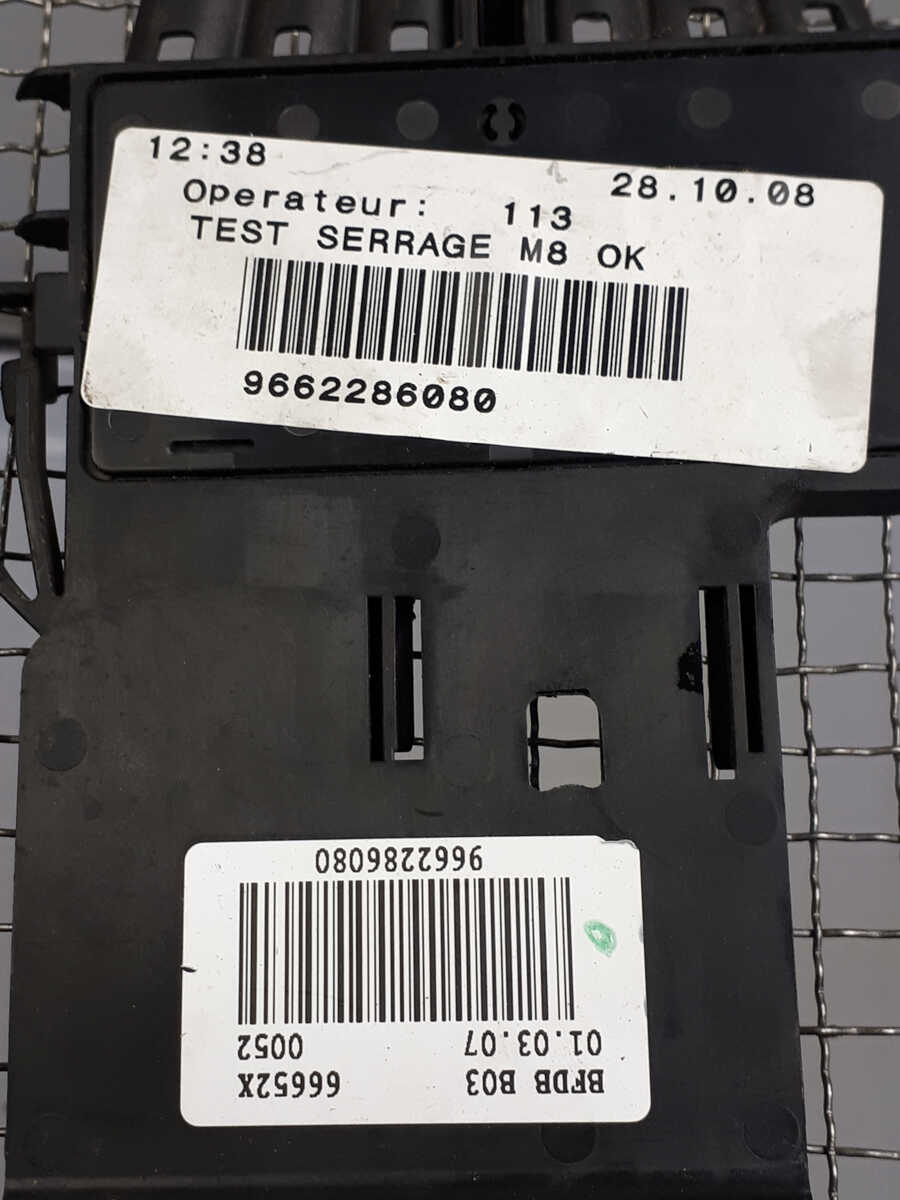 12:38 28.10.08
Operateur: 113
TEST SERRAGE M8 OK
9662286080
BFDB B03 66652X
01.03.07 0052
9662286080